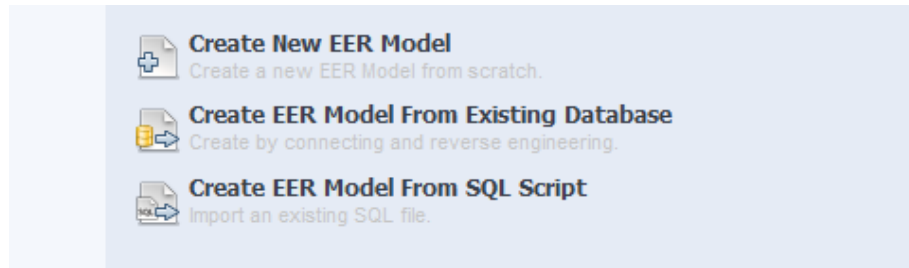 Create New EER Model
Create a new EER Model from scratch.
Create EER Model From Existing Database
Create by connecting and reverse engineering.
Create EER Model From SQL Script
SQL
Import an existing SQL file.